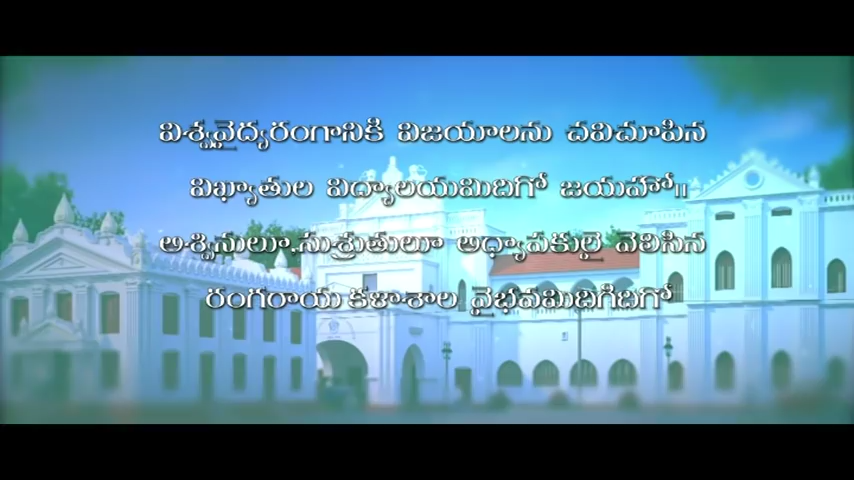 విశ్వవైద్యరంగానికి విజయాలను చవిచూపిన
విఖ్యాతుల విద్యాలయమిదిగో జయహో||
అశ్వినులూ,సుశ్రుతులూ అధ్యాపకుల్లై వెలిసిన
రంగరాయ కళాశాల వైభవమిదిగిదిగో